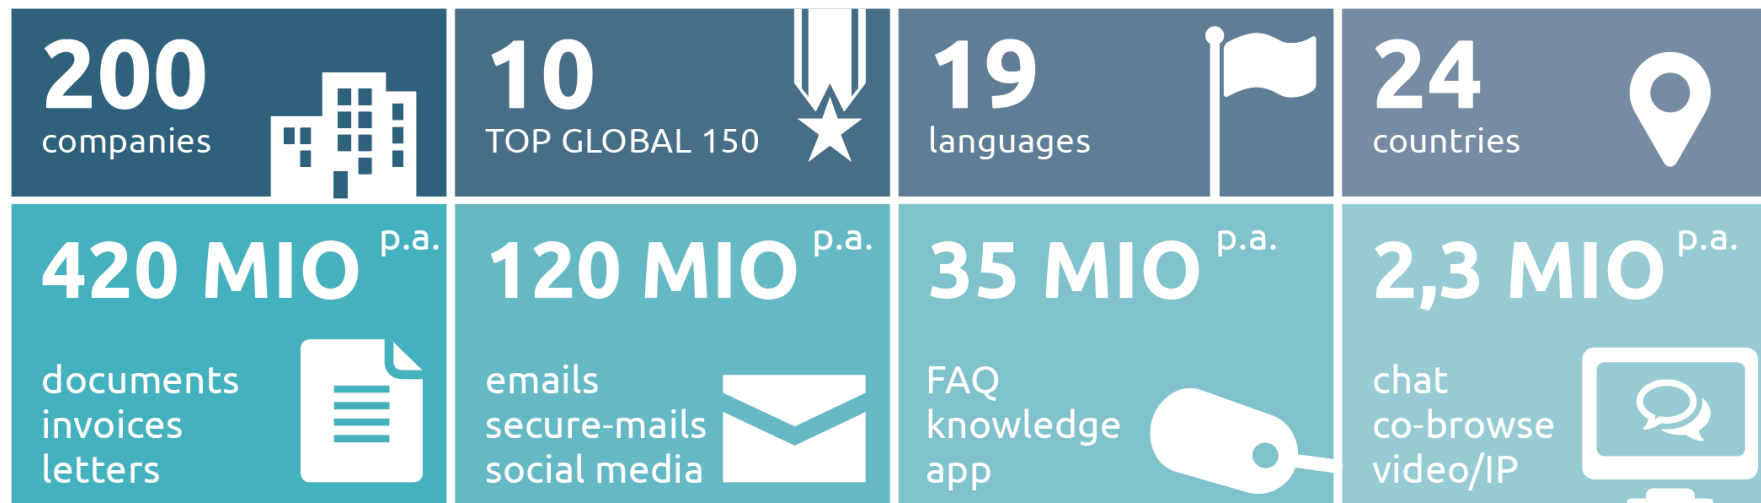 200
companies
10
TOP GLOBAL 150
19
languages
24
countries
420 MIO p.a.
documents
invoices
letters
120 MIO p.a.
emails
secure-mails
social media
35 MIO p.a.
FAQ
knowledge
app
2,3 MIO p.a.
chat
co-browse
video/IP